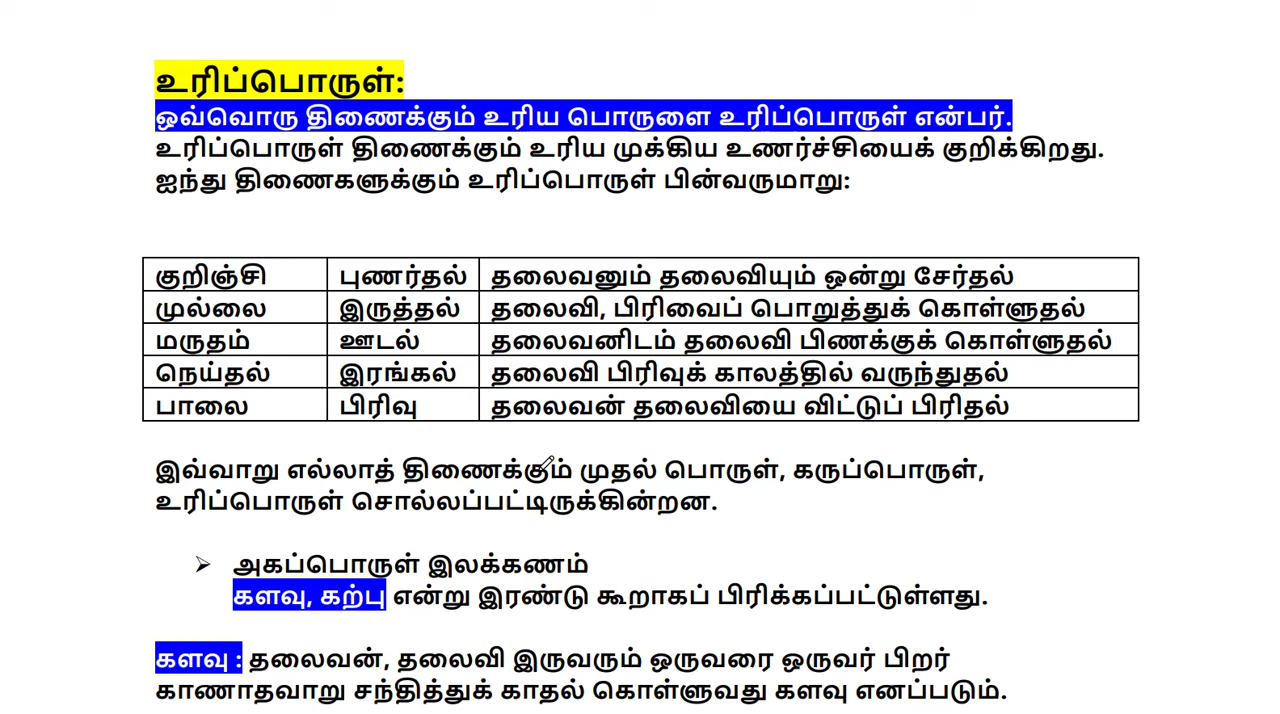 உரிப்பொருள்:
ஒவ்வொரு திணைக்கும் உரிய பொருளை உரிப்பொருள் என்பர்.
உரிப்பொருள் திணைக்கும் உரிய முக்கிய உணர்ச்சியைக் குறிக்கிறது.
ஐந்து திணைகளுக்கும் உரிப்பொருள் பின்வருமாறு:
குறிஞ்சி புணர்தல் தலைவனும் தலைவியும் ஒன்று சேர்தல்
முல்லை இருத்தல் தலைவி, பிரிவைப் பொறுத்துக் கொள்ளுதல்
மருதம் ஊடல் தலைவனிடம் தலைவி பிணக்குக் கொள்ளுதல்
நெய்தல் இரங்கல் தலைவி பிரிவுக் காலத்தில் வருந்துதல்
பாலை பிரிவு தலைவன் தலைவியை விட்டுப் பிரிதல்
இவ்வாறு எல்லாத் திணைக்கும் முதல் பொருள், கருப்பொருள்,
உரிப்பொருள் சொல்லப்பட்டிருக்கின்றன.
➢ அகப்பொருள் இலக்கணம்
களவு, கற்பு என்று இரண்டு கூறாகப் பிரிக்கப்பட்டுள்ளது.
களவு : தலைவன், தலைவி இருவரும் ஒருவரை ஒருவர் பிறர்
காணாதவாறு சந்தித்துக் காதல் கொள்ளுவது களவு எனப்படும்.